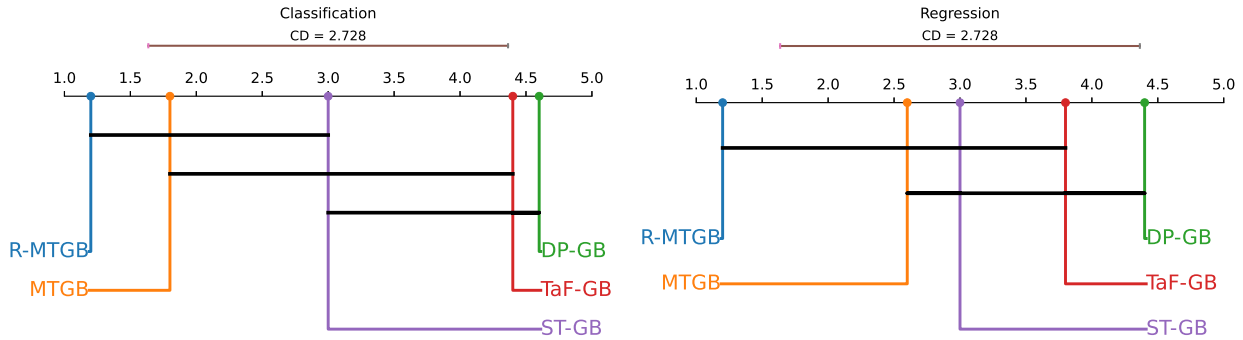 Classification
CD = 2.728
1.0 1.5 2.0 2.5 3.0 3.5 4.0 4.5 5.0
R-MTGB
DP-GB
MTGB
TaF-GB
ST-GB
Regression
CD = 2.728
1.0 1.5 2.0 2.5 3.0 3.5 4.0 4.5 5.0
R-MTGB
DP-GB
MTGB
TaF-GB
ST-GB